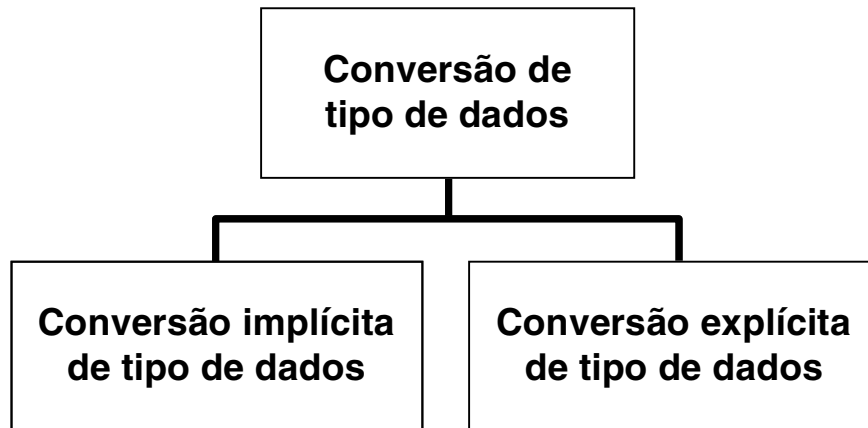 Conversão de
tipo de dados
Conversão implícita
de tipo de dados
Conversão explícita
de tipo de dados